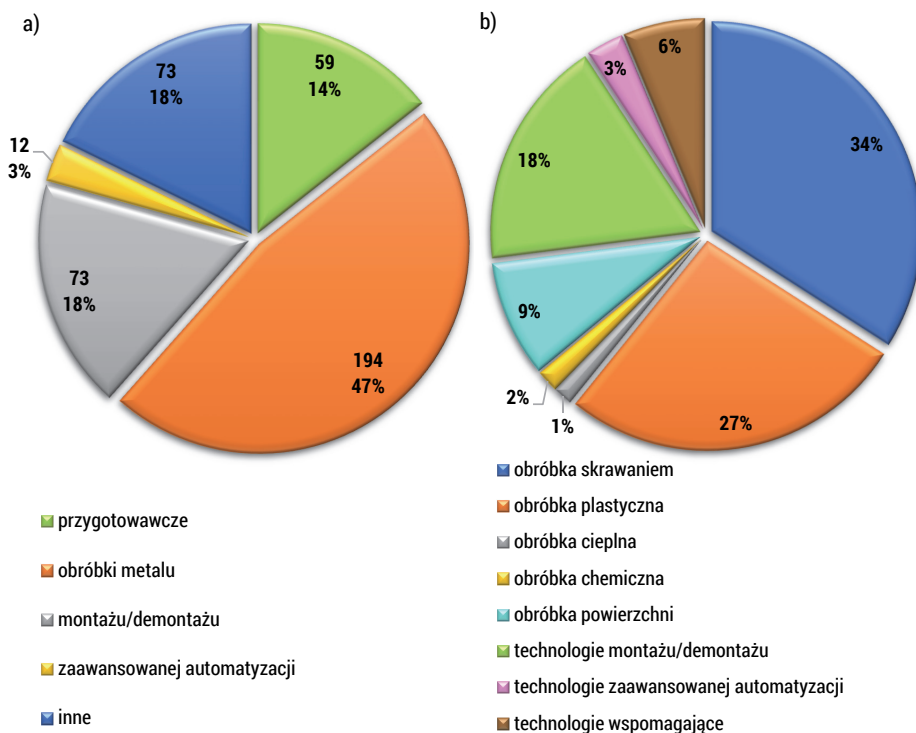 a)
73
18%
59
14%
12
3%
73
18%
194
47%
przygotowawcze
obróbki metalu
montażu/demontażu
zaawansowanej automatyzacji
inne
b)
6%
3%
34%
18%
9%
2%
1%
27%
obróbka skrawaniem
obróbka plastyczna
obróbka cieplna
obróbka chemiczna
obróbka powierzchni
technologie montażu/demontażu
technologie zaawansowanej automatyzacji
technologie wspomagające